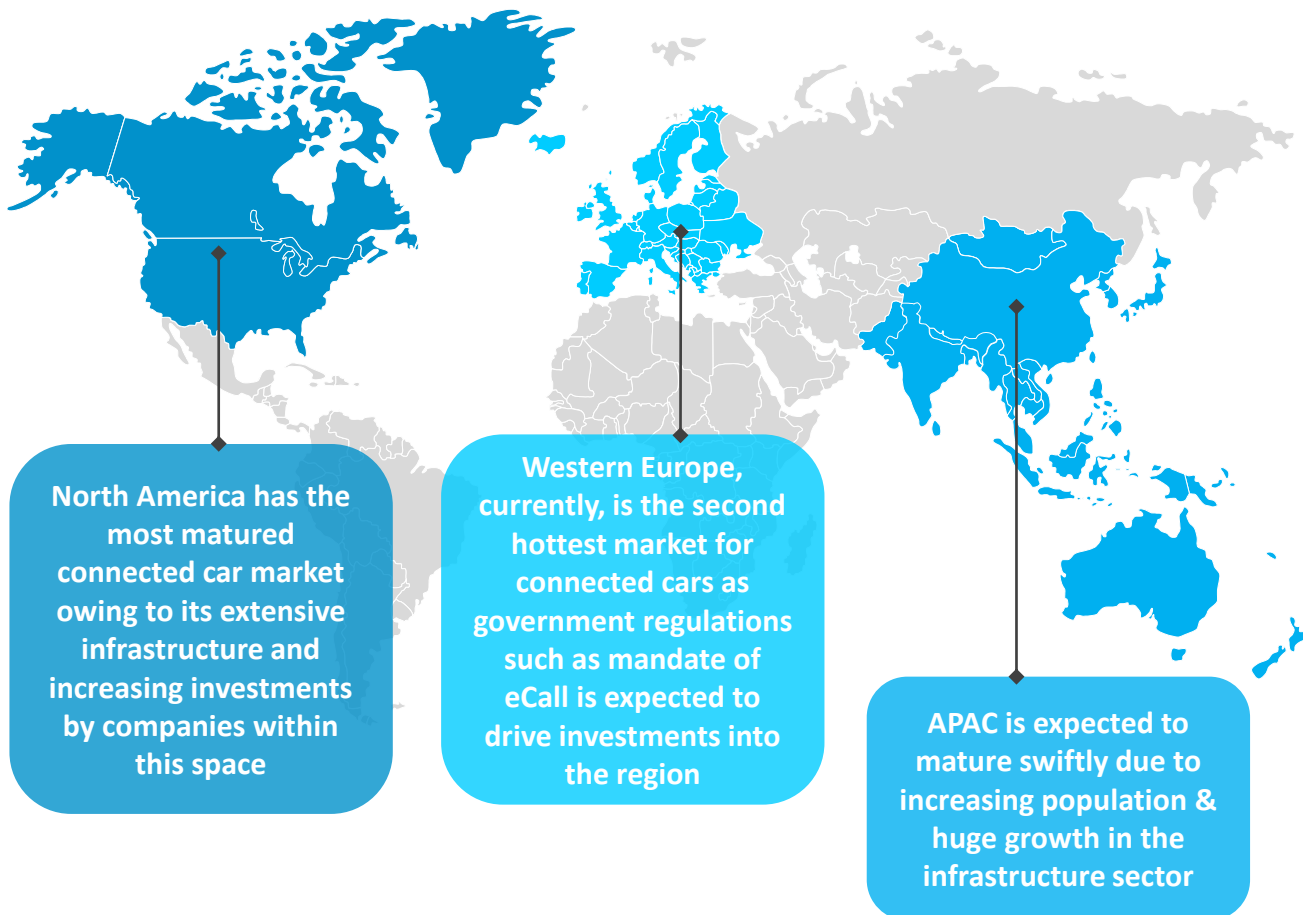 North America has the
most matured
connected car market
owing to its extensive
infrastructure and
increasing investments
by companies within
this space
Western Europe,
currently, is the second
hottest market for
connected cars as
government regulations
such as mandate of
eCall is expected to
drive investments into
the region
APAC is expected to
mature swiftly due to
increasing population &
huge growth in the
infrastructure sector